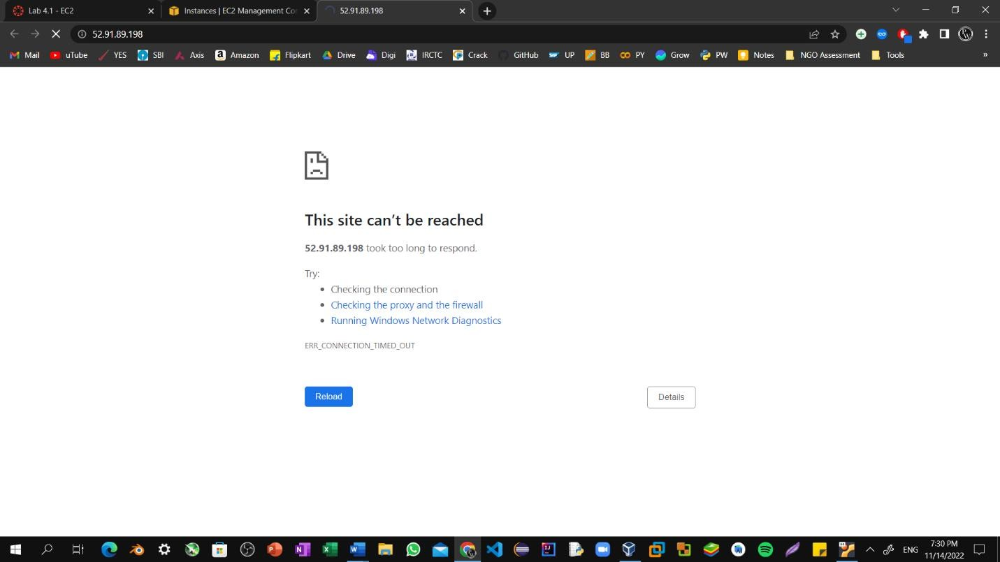 Lab 4.1 - EC2
Instances | EC2 Management Cor
52.91.89.198
52.91.89.198
Mail uTube YES SBI Axis Amazon Flipkart Drive Digi IRCTC Crack GitHub UP BB PY Grow PW Notes NGO Assessment Tools »
This site can’t be reached
52.91.89.198 took too long to respond.
Try:
Checking the connection
Checking the proxy and the firewall
Running Windows Network Diagnostics
ERR_CONNECTION_TIMED_OUT
Reload
Details
ENG
7:30 PM
11/14/2022